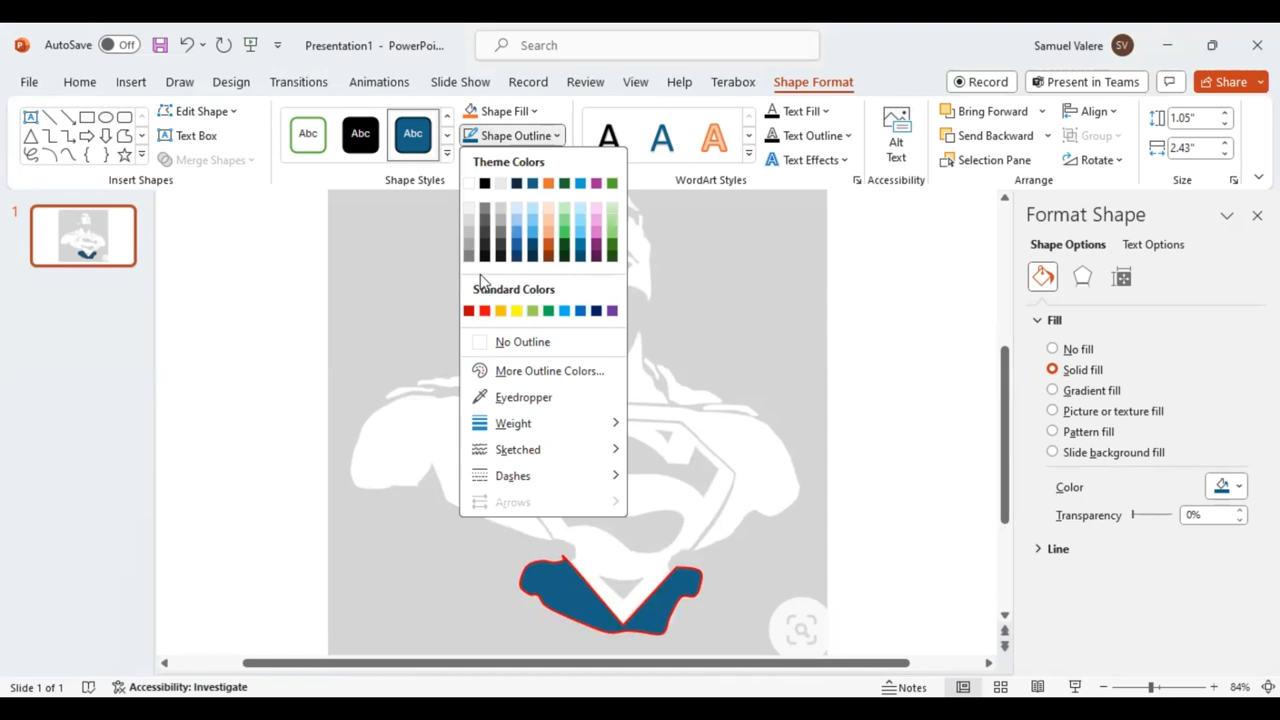 AutoSave Off Presentation1 - PowerPoi... Search Samuel Valere SV
File Home Insert Draw Design Transitions Animations Slide Show Record Review View Help Terabox Shape Format Record Present in Teams Share
Edit Shape
Text Box
Merge Shapes
Insert Shapes
Abc Abc Abc
Shape Styles
Shape Fill
Shape Outline
Theme Colors
Standard Colors
No Outline
More Outline Colors...
Eyedropper
Weight
Sketched
Dashes
Arrows
A A A
Text Fill
Text Outline
Text Effects
WordArt Styles
Alt
Text
Accessibility
Bring Forward
Send Backward
Selection Pane
Align
Group
Rotate
Arrange
1.05"
2.43"
Size
1
Format Shape
Shape Options Text Options
Fill
No fill
Solid fill
Gradient fill
Picture or texture fill
Pattern fill
Slide background fill
Color
Transparency 0%
Line
Slide 1 of 1 Accessibility: Investigate Notes 84%